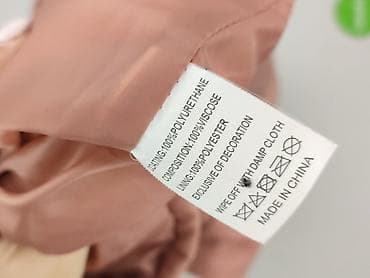 COATING:100%POLYURETHANE
COMPOSITION:100%VISCOSE
LINING:100%POLYESTER
EXCLUSIVE OF DECORATION
WIPE OFF WITH DAMP CLOTH
MADE IN CHINA